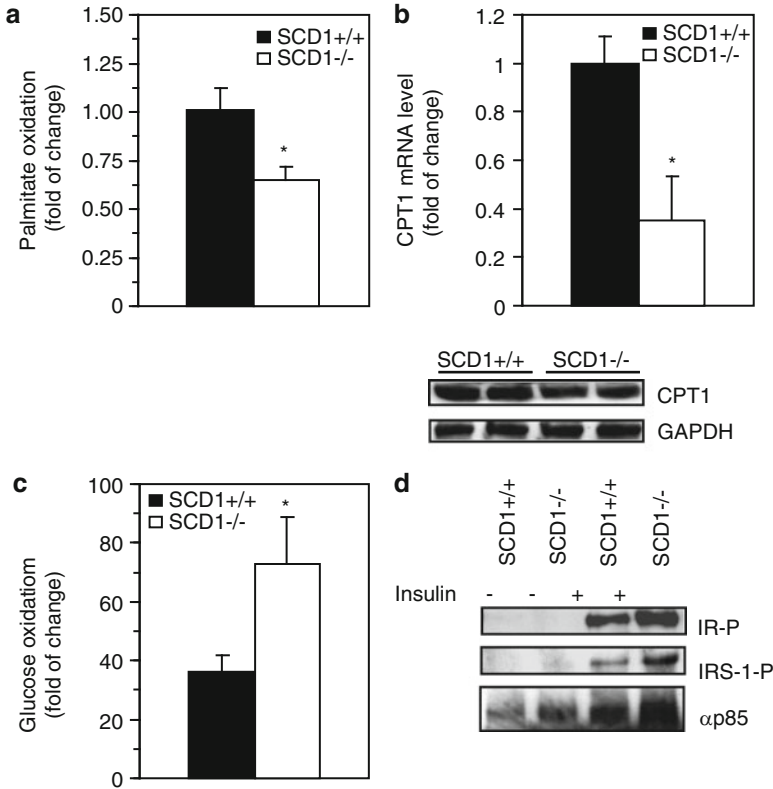 a
Palmitate oxidation
(fold of change)
1.50
1.25
1.00
0.75
0.50
0.25
0
SCD1+/+
SCD1-/-
*
b
CPT1 mRNA level
(fold of change)
1.2
1
0.8
0.6
0.4
0.2
0
SCD1+/+
SCD1-/-
*
SCD1+/+ SCD1-/-
CPT1
GAPDH
c
Glucose oxidatiom
(fold of change)
100
80
60
40
20
0
SCD1+/+
SCD1-/-
*
d
SCD1+/+
SCD1-/-
SCD1+/+
SCD1-/-
Insulin - - + +
IR-P
IRS-1-P
αp85